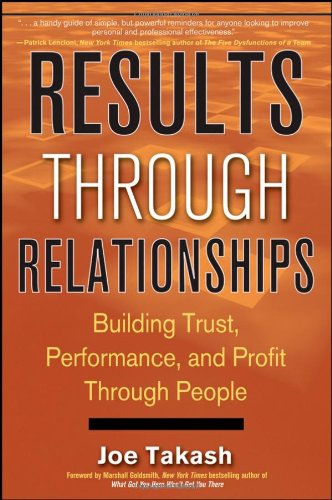 ". . . a handy guide of simple, but powerful reminders for anyone looking to improve
personal and professional effectiveness."
—Patrick Lencioni, New York Times bestselling author of The Five Dysfunctions of a Team
RESULTS
THROUGH
RELATIONSHIPS
Building Trust,
Performance, and Profit
Through People
Joe Takash
Foreword by Marshall Goldsmith, New York Times bestselling author of
What Got You Here Won't Get You There